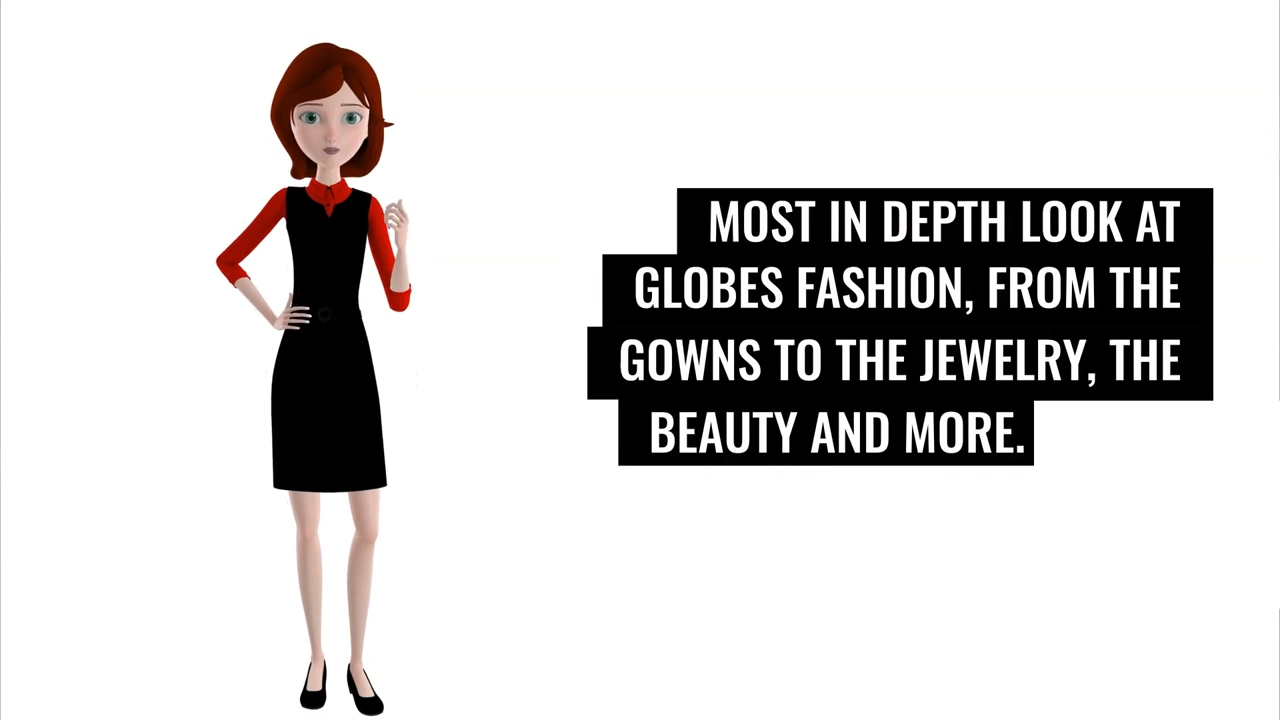 MOST IN DEPTH LOOK AT
GLOBES FASHION, FROM THE
GOWNS TO THE JEWELRY, THE
BEAUTY AND MORE.